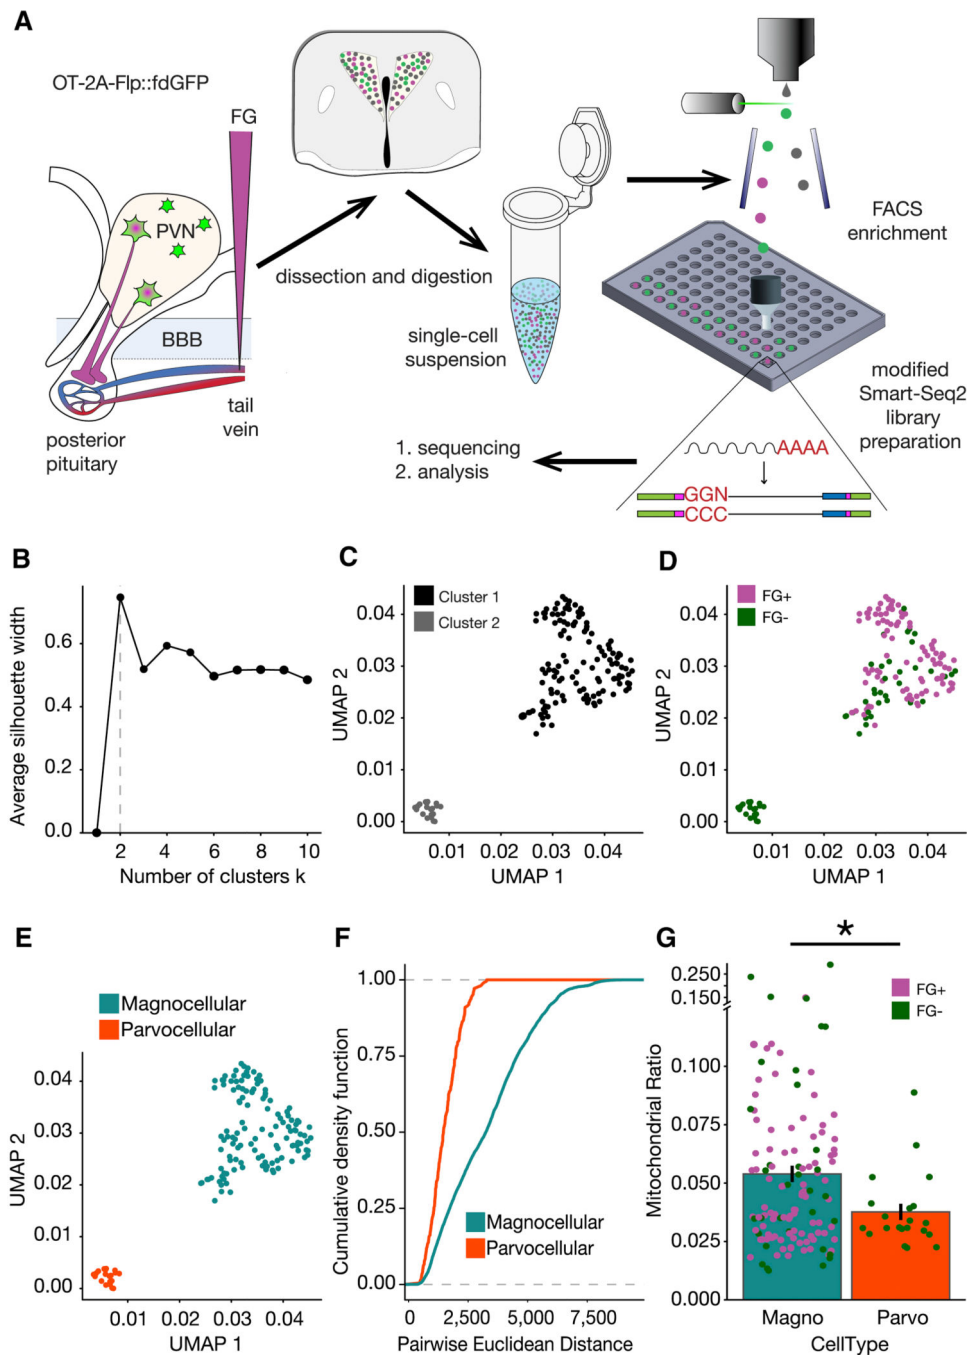 A
OT-2A-Flp::fdGFP
FG
PVN
BBB
posterior
pituitary
tail
vein
dissection and digestion
single-cell
suspension
FACS
enrichment
modified
Smart-Seq2
library
preparation
1. sequencing
2. analysis
AAAA
GGN
CCC
B
Average silhouette width
0.6
0.4
0.2
0.0
2 4 6 8 10
Number of clusters k
C
Cluster 1
Cluster 2
UMAP 2
0.04
0.03
0.02
0.01
0.00
0.01 0.02 0.03 0.04
UMAP 1
D
FG+
FG-
UMAP 2
0.04
0.03
0.02
0.01
0.00
0.01 0.02 0.03 0.04
UMAP 1
E
Magnocellular
Parvocellular
UMAP 2
0.04
0.03
0.02
0.01
0.00
0.01 0.02 0.03 0.04
UMAP 1
F
Cumulative density function
1.00
0.75
0.50
0.25
0.00
Magnocellular
Parvocellular
0 2,500 5,000 7,500
Pairwise Euclidean Distance
G
*
FG+
FG-
Mitochondrial Ratio
0.250
0.150
0.100
0.075
0.050
0.025
0.000
Magno Parvo
CellType